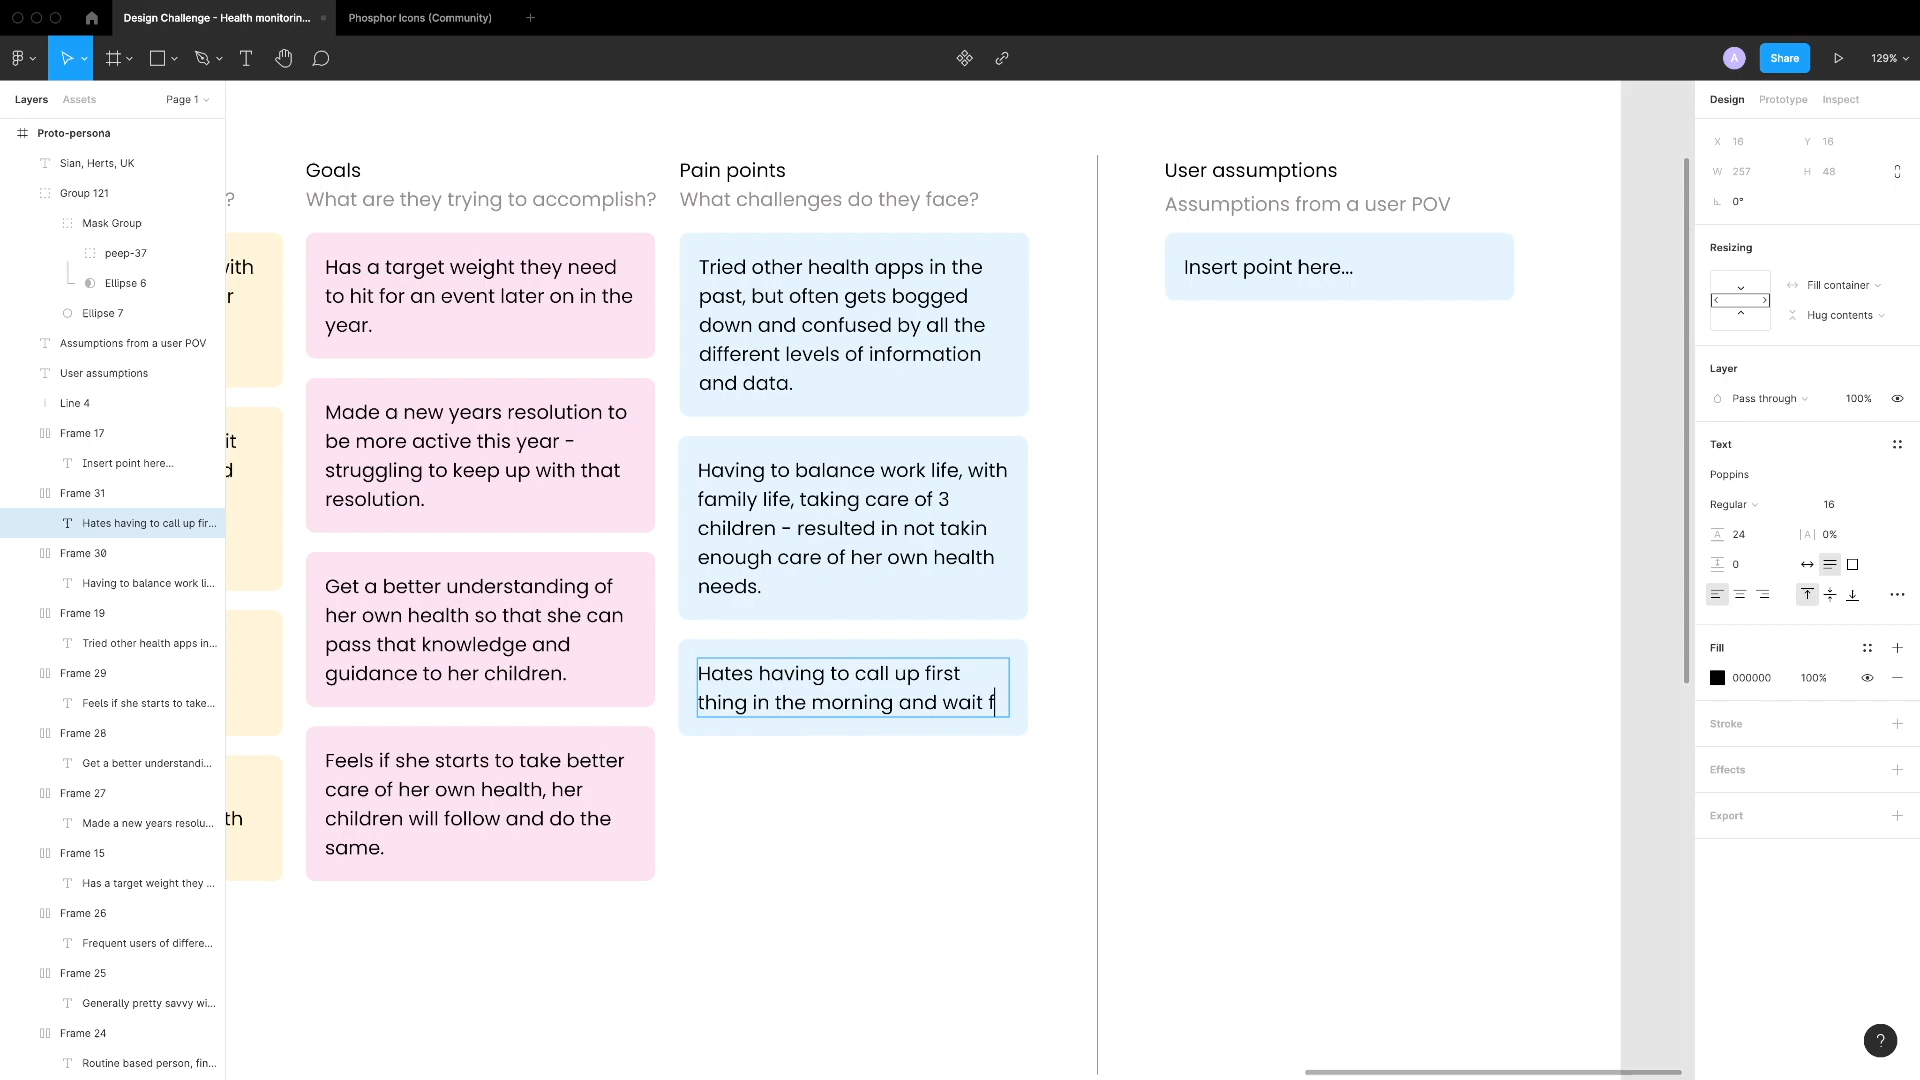 Design Challenge - Health monitorin...
Phosphor Icons (Community)
A
Share
129%
Layers
Assets
Page 1
Proto-persona
Sian, Herts, UK
Group 121
Mask Group
peep-37
Ellipse 6
Ellipse 7
Assumptions from a user POV
User assumptions
Line 4
Frame 17
Insert point here...
Frame 31
Hates having to call up fir...
Frame 30
Having to balance work li...
Frame 19
Tried other health apps in...
Frame 29
Feels if she starts to take...
Frame 28
Get a better understandi...
Frame 27
Made a new years resolu...
Frame 15
Has a target weight they ...
Frame 26
Frequent users of differe...
Frame 25
Generally pretty savvy wi...
Frame 24
Routine based person, fin...
?
vith
r
it
d
th
Goals
What are they trying to accomplish?
Has a target weight they need
to hit for an event later on in the
year.
Made a new years resolution to
be more active this year -
struggling to keep up with that
resolution.
Get a better understanding of
her own health so that she can
pass that knowledge and
guidance to her children.
Feels if she starts to take better
care of her own health, her
children will follow and do the
same.
Pain points
What challenges do they face?
Tried other health apps in the
past, but often gets bogged
down and confused by all the
different levels of information
and data.
Having to balance work life, with
family life, taking care of 3
children - resulted in not takin
enough care of her own health
needs.
Hates having to call up first
thing in the morning and wait f
User assumptions
Assumptions from a user POV
Insert point here...
Design
Prototype
Inspect
X 16
Y 16
W 257
H 48
0°
Resizing
Fill container
Hug contents
Layer
Pass through
100%
Text
Poppins
Regular
16
A 24
|A| 0%
0
Fill
000000
100%
Stroke
Effects
Export
?